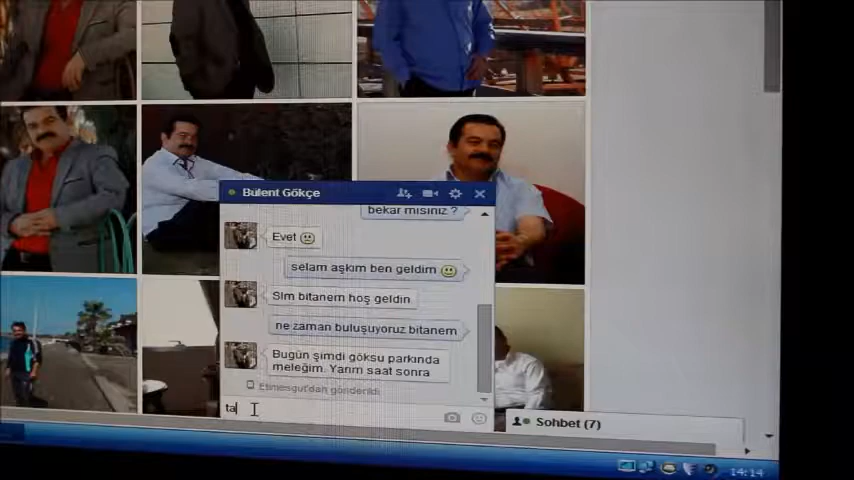 Bülent Gökçe
bekar mısınız ?
Evet
selam aşkım ben geldim
Slm bitanem hoş geldin
ne zaman buluşuyoruz bitanem
Bugün şimdi göksu parkında
meleğim. Yarım saat sonra
Etimesgut'dan gönderildi
ta
Sohbet (7)
14:14